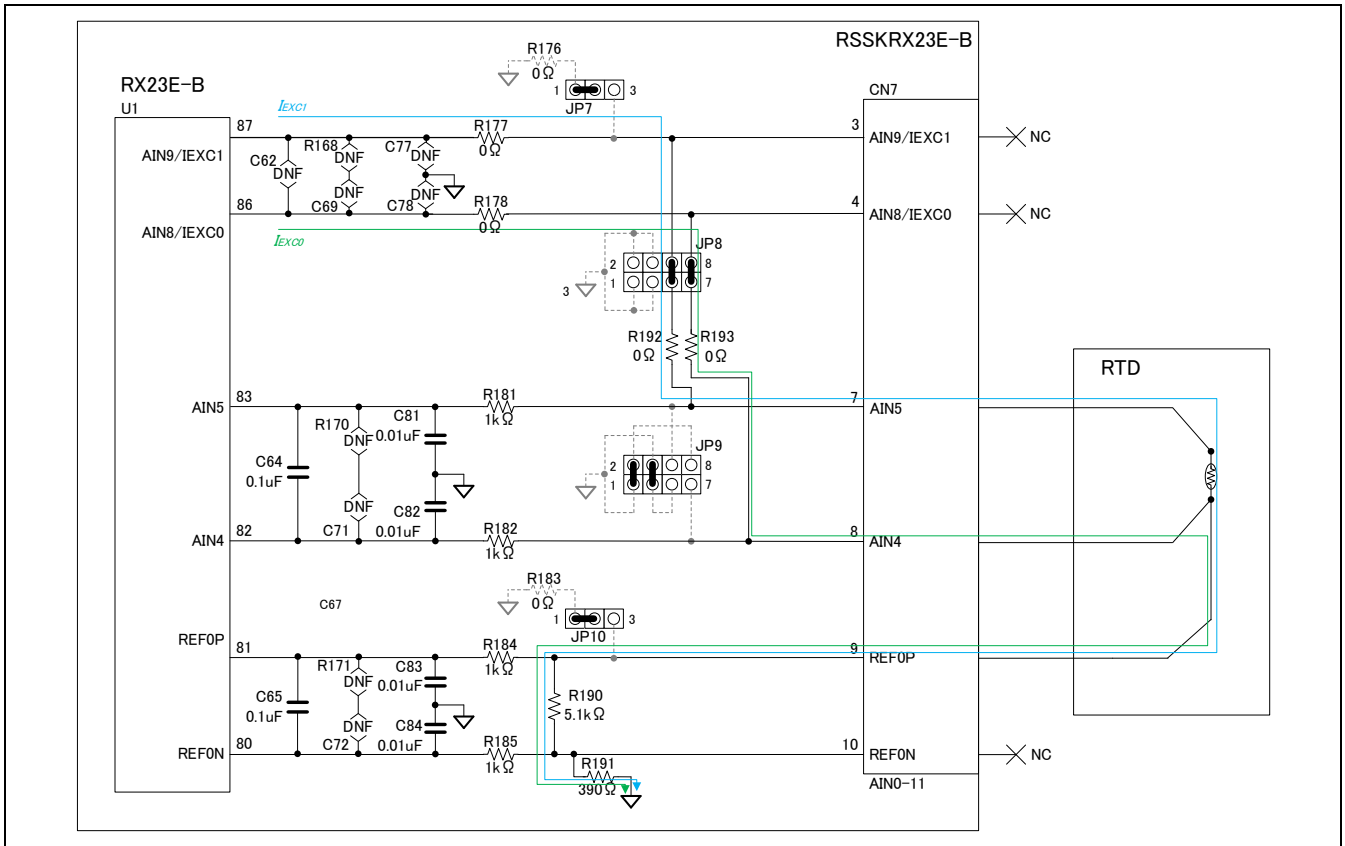 RSSKRX23E-B
R176
0Ω
RX23E-B
U1
1
3
JP7
CN7
IEXC1
87
R177
0Ω
3
AIN9/IEXC1
NC
AIN9/IEXC1
C62
DNF
R168
DNF
C77
DNF
DNF
C69
DNF
C78
86
R178
0Ω
4
AIN8/IEXC0
NC
AIN8/IEXC0
IEXC0
JP8
2
8
1
7
3
R192
0Ω
R193
0Ω
RTD
83
AIN5
R181
1kΩ
7
AIN5
R170
DNF
C81
0.01uF
JP9
2
8
1
7
C64
0.1uF
DNF
C71
C82
0.01uF
82
AIN4
R182
1kΩ
8
AIN4
R183
0Ω
C67
1
3
JP10
REF0P
81
R184
1kΩ
9
REF0P
R171
DNF
C83
0.01uF
C65
0.1uF
R190
5.1kΩ
DNF
C72
C84
0.01uF
REF0N
80
R185
1kΩ
10
REF0N
NC
R191
390Ω
AIN0-11